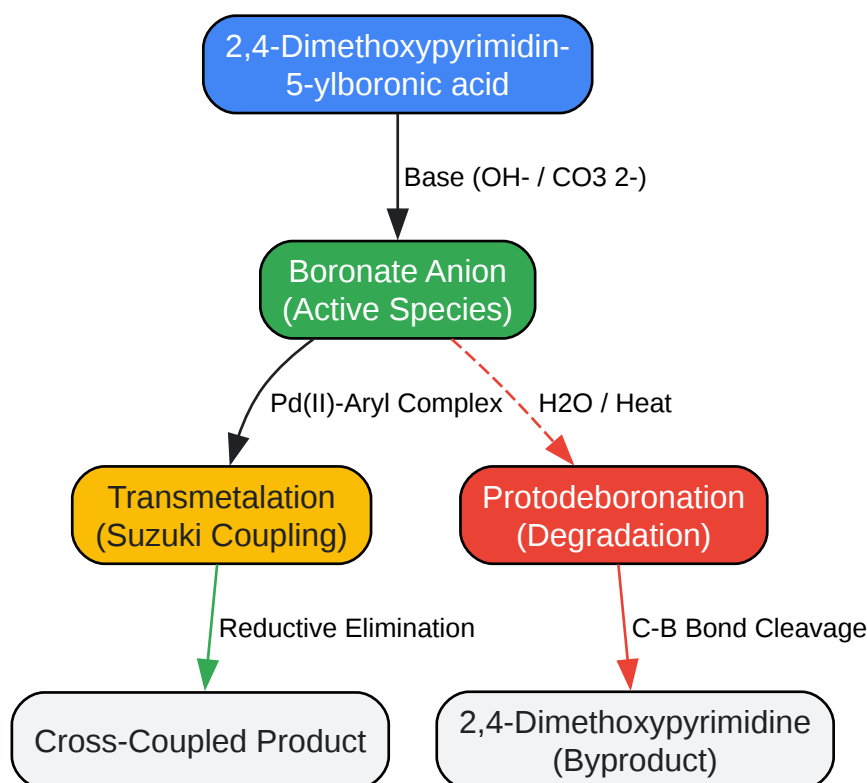 2,4-Dimethoxypyrimidin-
5-ylboronic acid
Base (OH- / CO3 2-)
Boronate Anion
(Active Species)
Pd(II)-Aryl Complex
H2O / Heat
Transmetalation
(Suzuki Coupling)
Protodeboronation
(Degradation)
Reductive Elimination
C-B Bond Cleavage
Cross-Coupled Product
2,4-Dimethoxypyrimidine
(Byproduct)